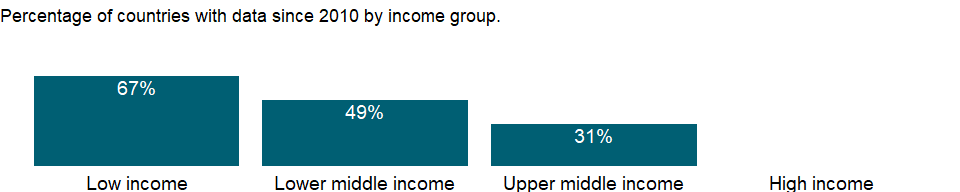 Percentage of countries with data since 2010 by income group.
67%
49%
31%
Low income
Lower middle income
Upper middle income
High income